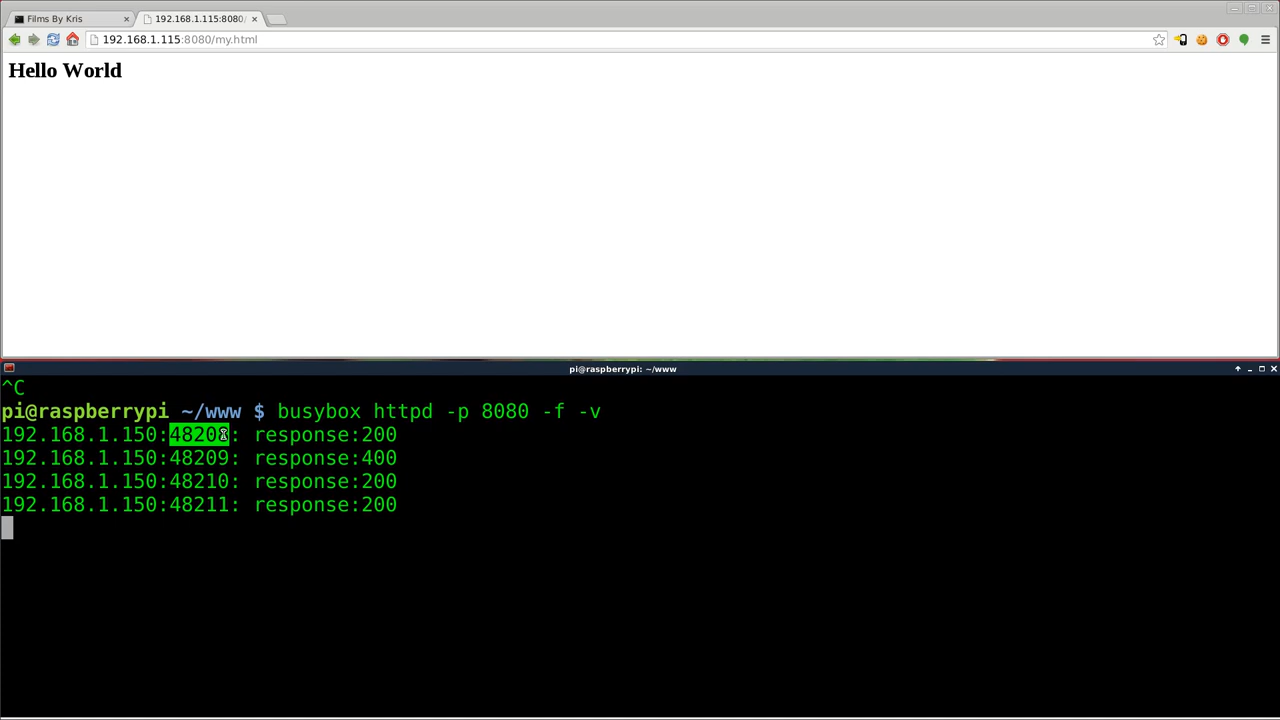 Films By Kris
192.168.1.115:8080/
192.168.1.115:8080/my.html
Hello World
pi@raspberrypi: ~/www
^C
pi@raspberrypi ~/www $ busybox httpd -p 8080 -f -v
192.168.1.150:48208: response:200
192.168.1.150:48209: response:400
192.168.1.150:48210: response:200
192.168.1.150:48211: response:200